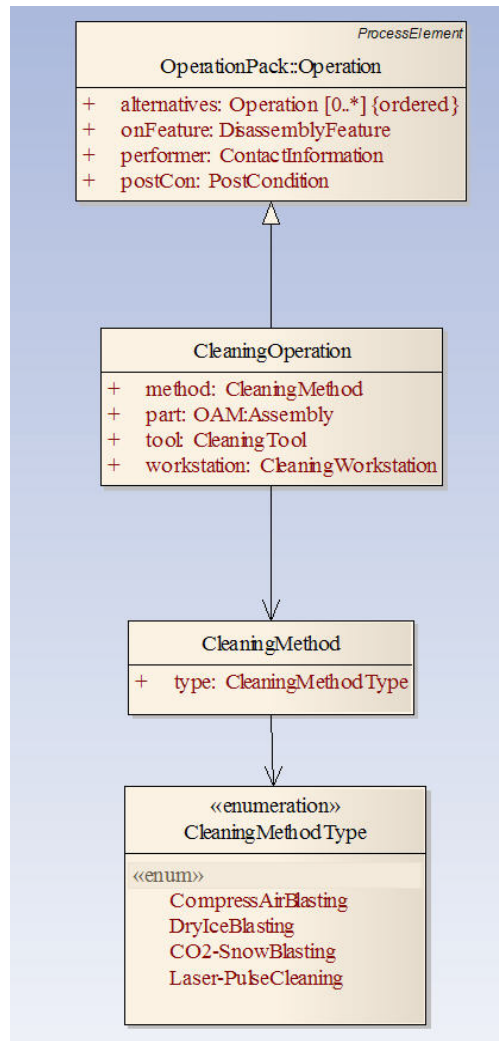 ProcessElement
OperationPack::Operation
+ alternatives: Operation [0..*] {ordered}
+ onFeature: DisassemblyFeature
+ performer: ContactInformation
+ postCon: PostCondition
CleaningOperation
+ method: CleaningMethod
+ part: OAM:Assembly
+ tool: CleaningTool
+ workstation: CleaningWorkstation
CleaningMethod
+ type: CleaningMethodType
«enumeration»
CleaningMethodType
«enum»
CompressAirBlasting
DryIceBlasting
CO2-SnowBlasting
Laser-PulseCleaning